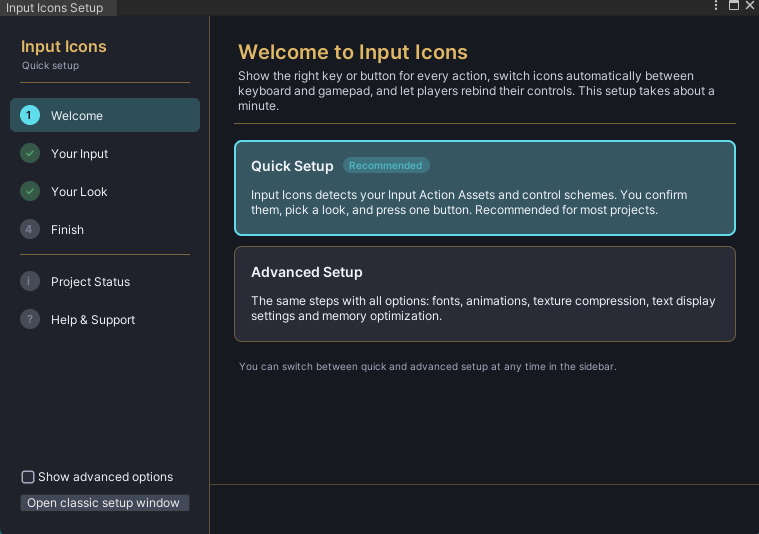 Input Icons Setup
Input Icons
Quick setup
1 Welcome
Your Input
Your Look
4 Finish
i Project Status
? Help & Support
Show advanced options
Open classic setup window
Welcome to Input Icons
Show the right key or button for every action, switch icons automatically between
keyboard and gamepad, and let players rebind their controls. This setup takes about a
minute.
Quick Setup Recommended
Input Icons detects your Input Action Assets and control schemes. You confirm
them, pick a look, and press one button. Recommended for most projects.
Advanced Setup
The same steps with all options: fonts, animations, texture compression, text display
settings and memory optimization.
You can switch between quick and advanced setup at any time in the sidebar.